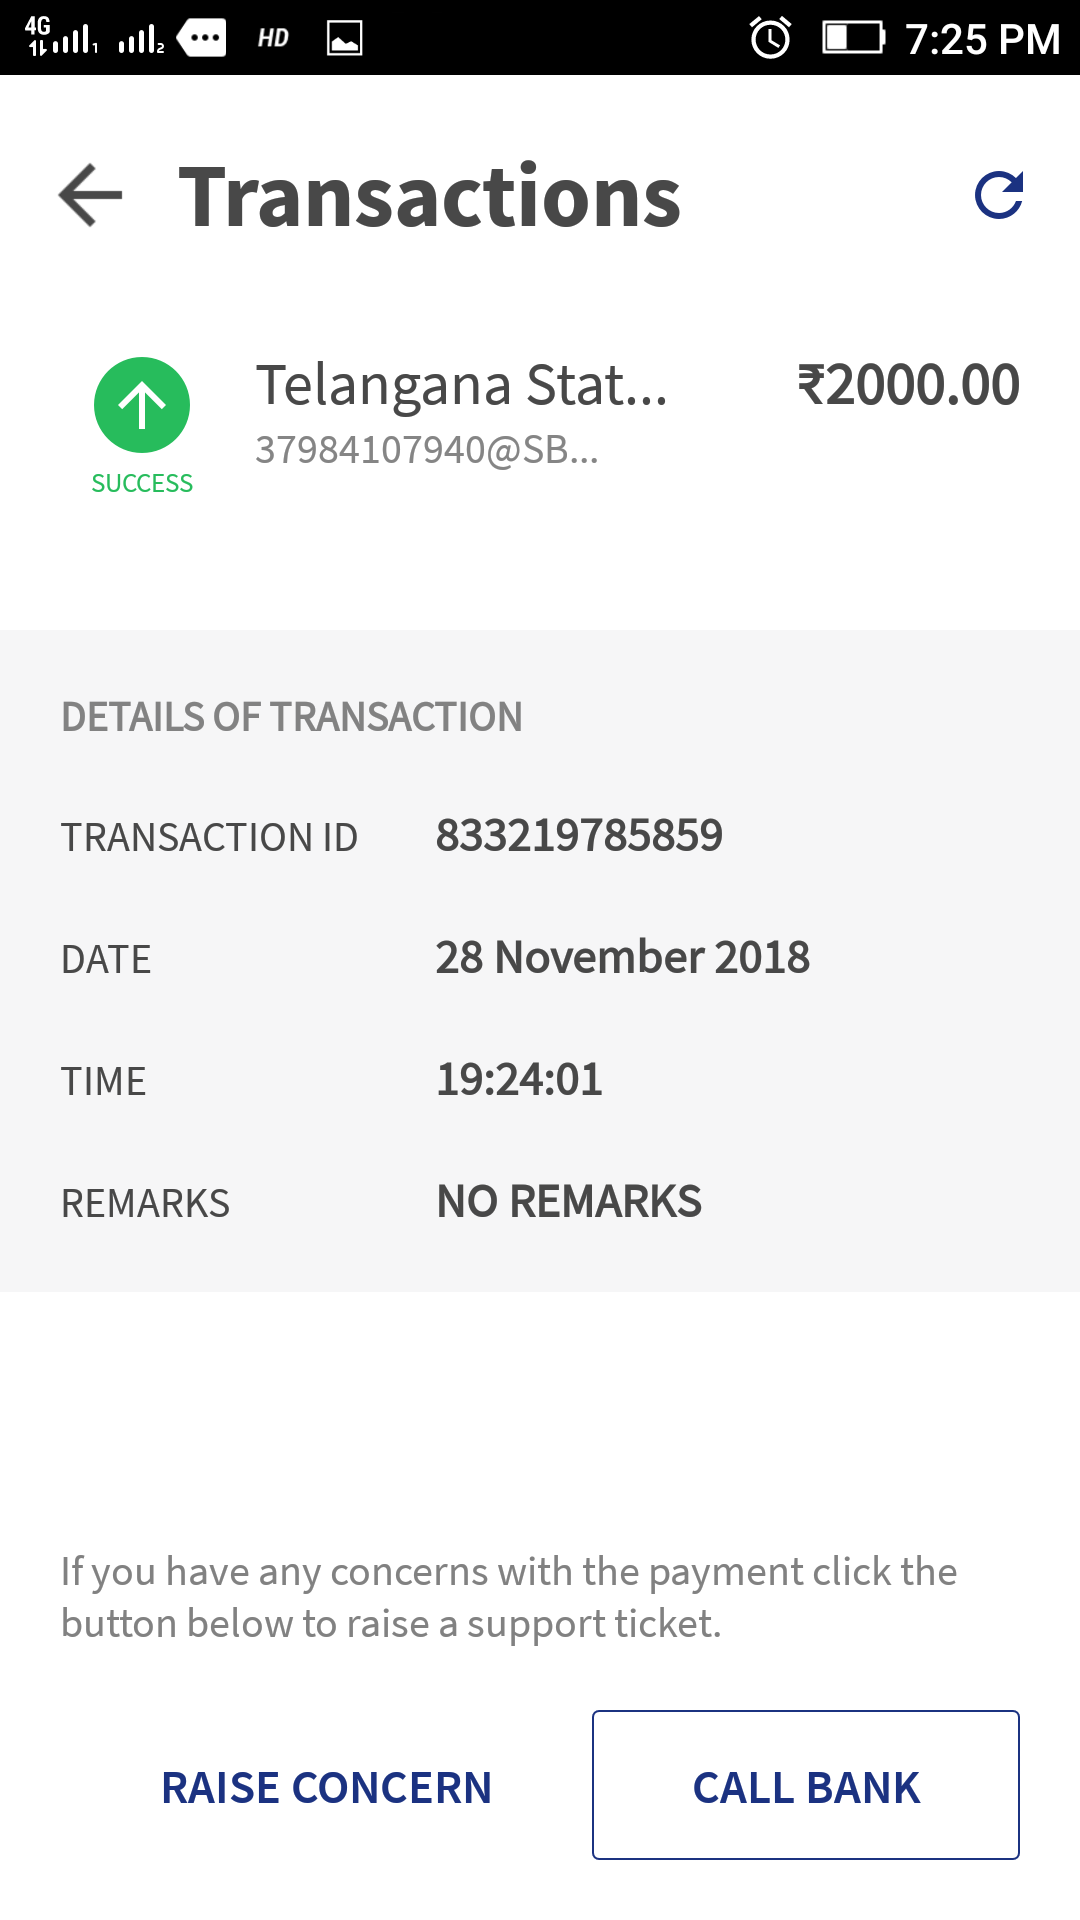 4G 1 2 HD 7:25 PM
Transactions
Telangana Stat... ₹2000.00
37984107940@SB...
SUCCESS
DETAILS OF TRANSACTION
TRANSACTION ID 833219785859
DATE 28 November 2018
TIME 19:24:01
REMARKS NO REMARKS
If you have any concerns with the payment click the
button below to raise a support ticket.
RAISE CONCERN CALL BANK